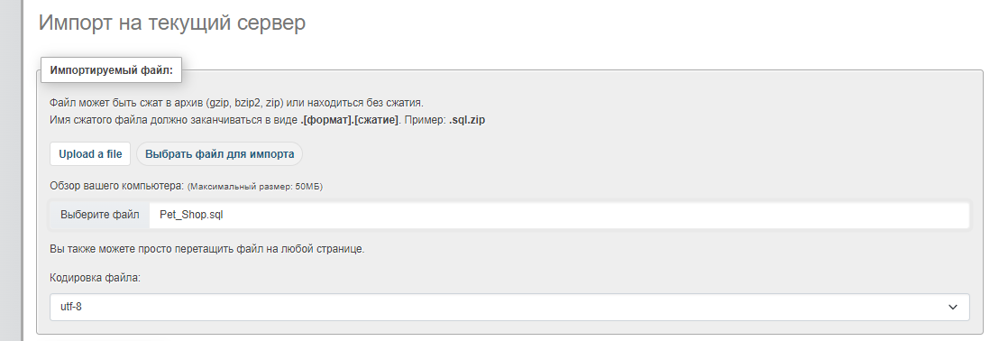 Импорт на текущий сервер
Импортируемый файл:
Файл может быть сжат в архив (gzip, bzip2, zip) или находиться без сжатия.
Имя сжатого файла должно заканчиваться в виде .[формат].[сжатие]. Пример: .sql.zip
Upload a file Выбрать файл для импорта
Обзор вашего компьютера: (Максимальный размер: 50МБ)
Выберите файл Pet_Shop.sql
Вы также можете просто перетащить файл на любой странице.
Кодировка файла:
utf-8